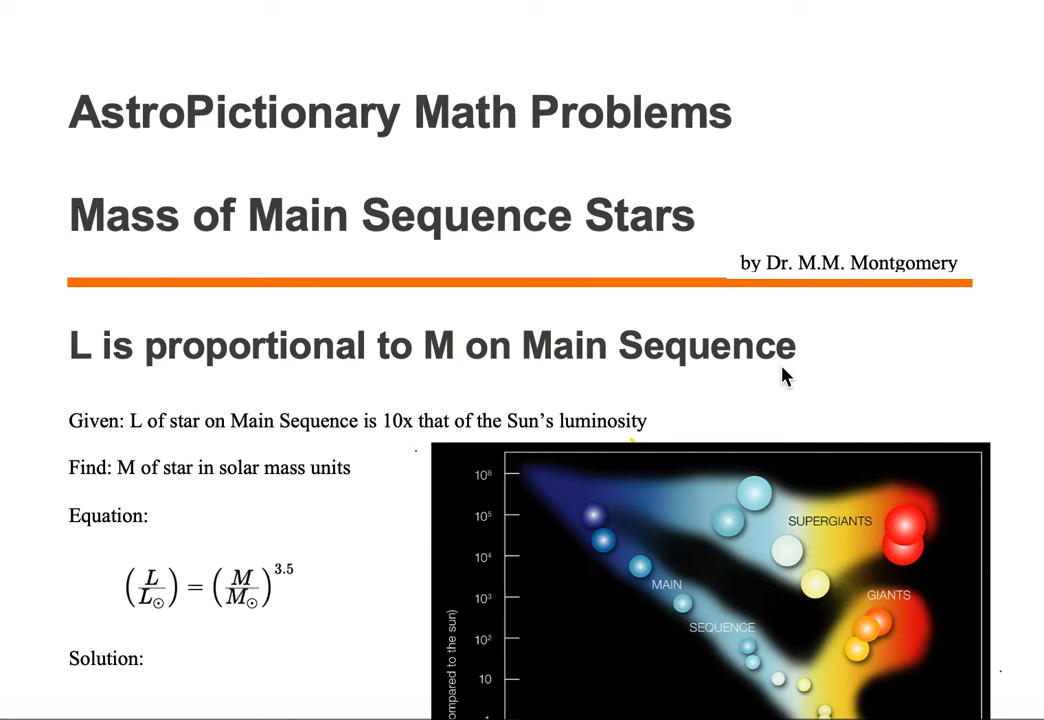 AstroPictionary Math Problems
Mass of Main Sequence Stars
by Dr. M.M. Montgomery
L is proportional to M on Main Sequence
Given: L of star on Main Sequence is 10x that of the Sun’s luminosity
Find: M of star in solar mass units
Equation:
(L/L☉) = (M/M☉)^3.5
Solution:
10⁶
10⁵
10⁴
10³
10²
10
SUPERGIANTS
MAIN
GIANTS
SEQUENCE
to the sun)